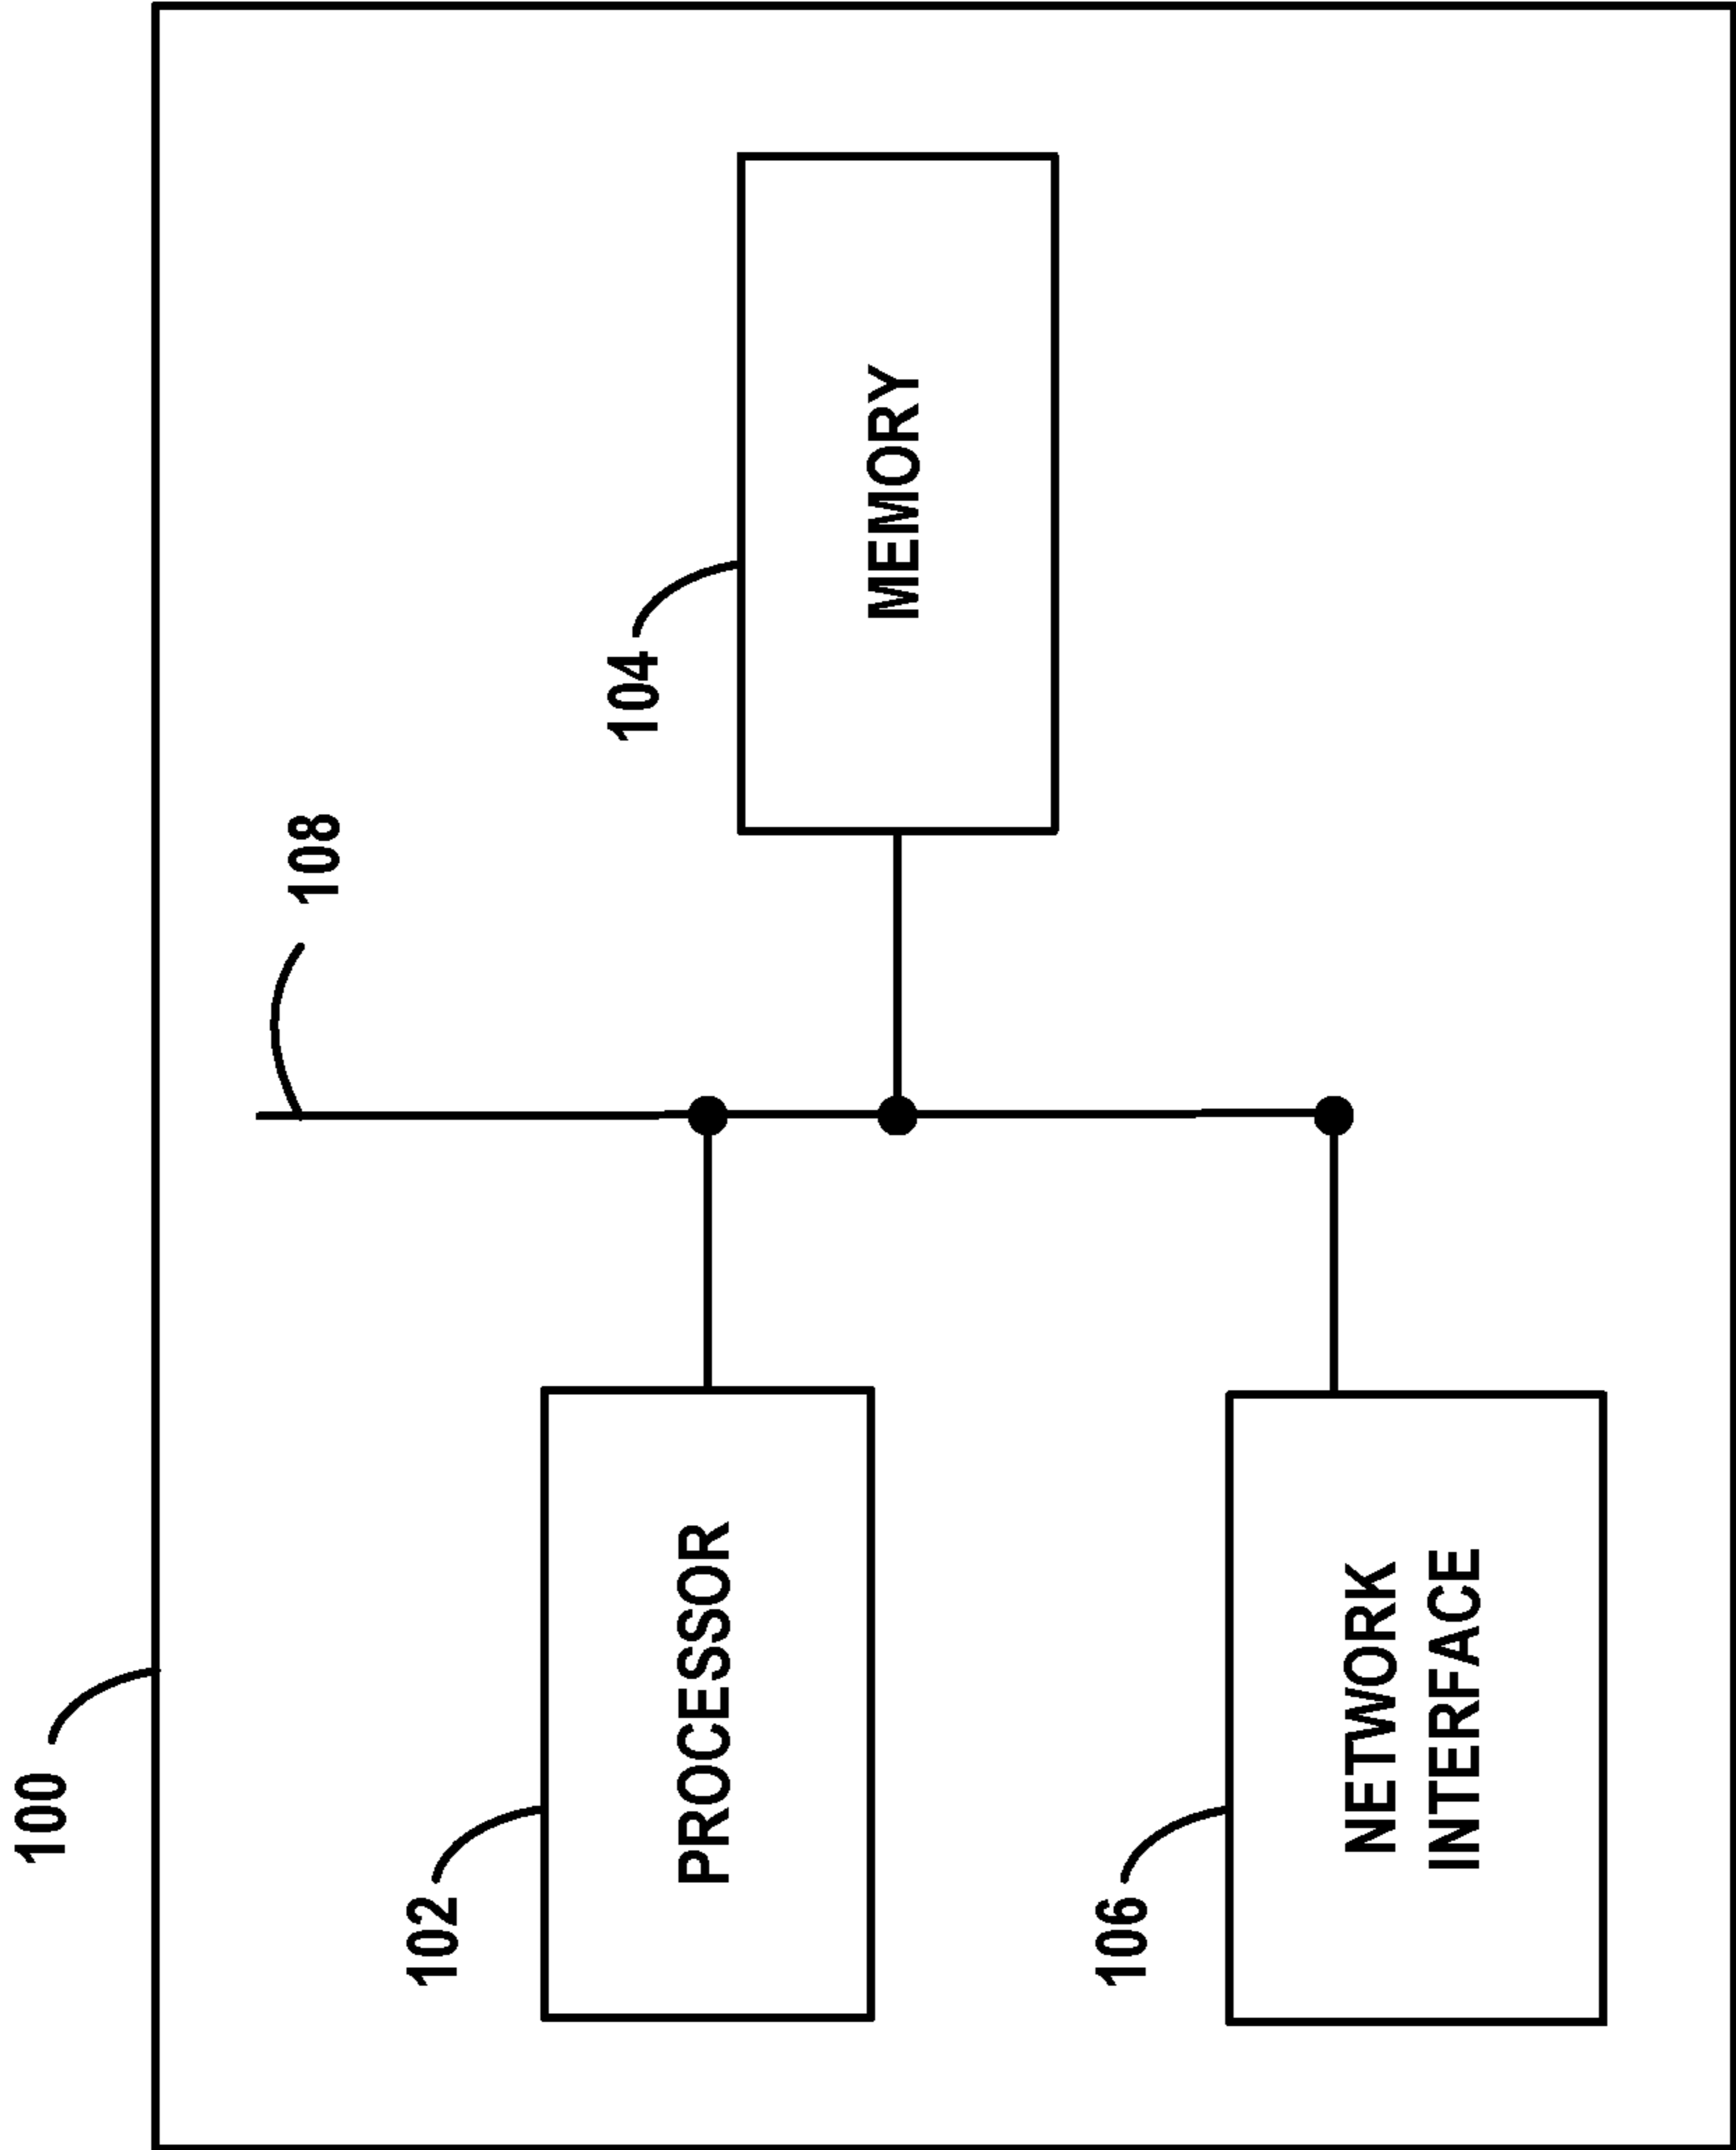 100
108
102
PROCESSOR
104
MEMORY
106
NETWORK
INTERFACE